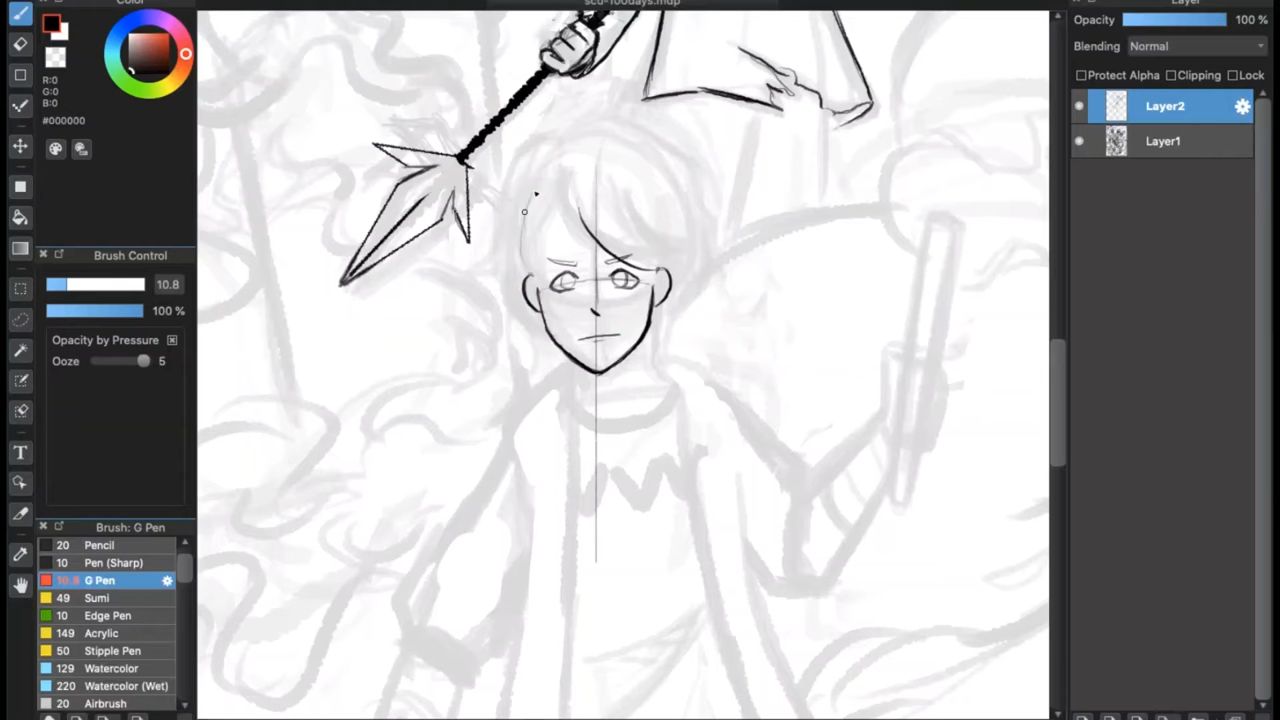 Color
scu-100days.mdp
Layer
R:0
G:0
B:0
#000000
Opacity 100 %
Blending Normal
Protect Alpha Clipping Lock
Layer2
Layer1
Brush Control
10.8
100 %
Opacity by Pressure
Ooze 5
Brush: G Pen
20 Pencil
10 Pen (Sharp)
10.8 G Pen
49 Sumi
10 Edge Pen
149 Acrylic
50 Stipple Pen
129 Watercolor
220 Watercolor (Wet)
20 Airbrush
T